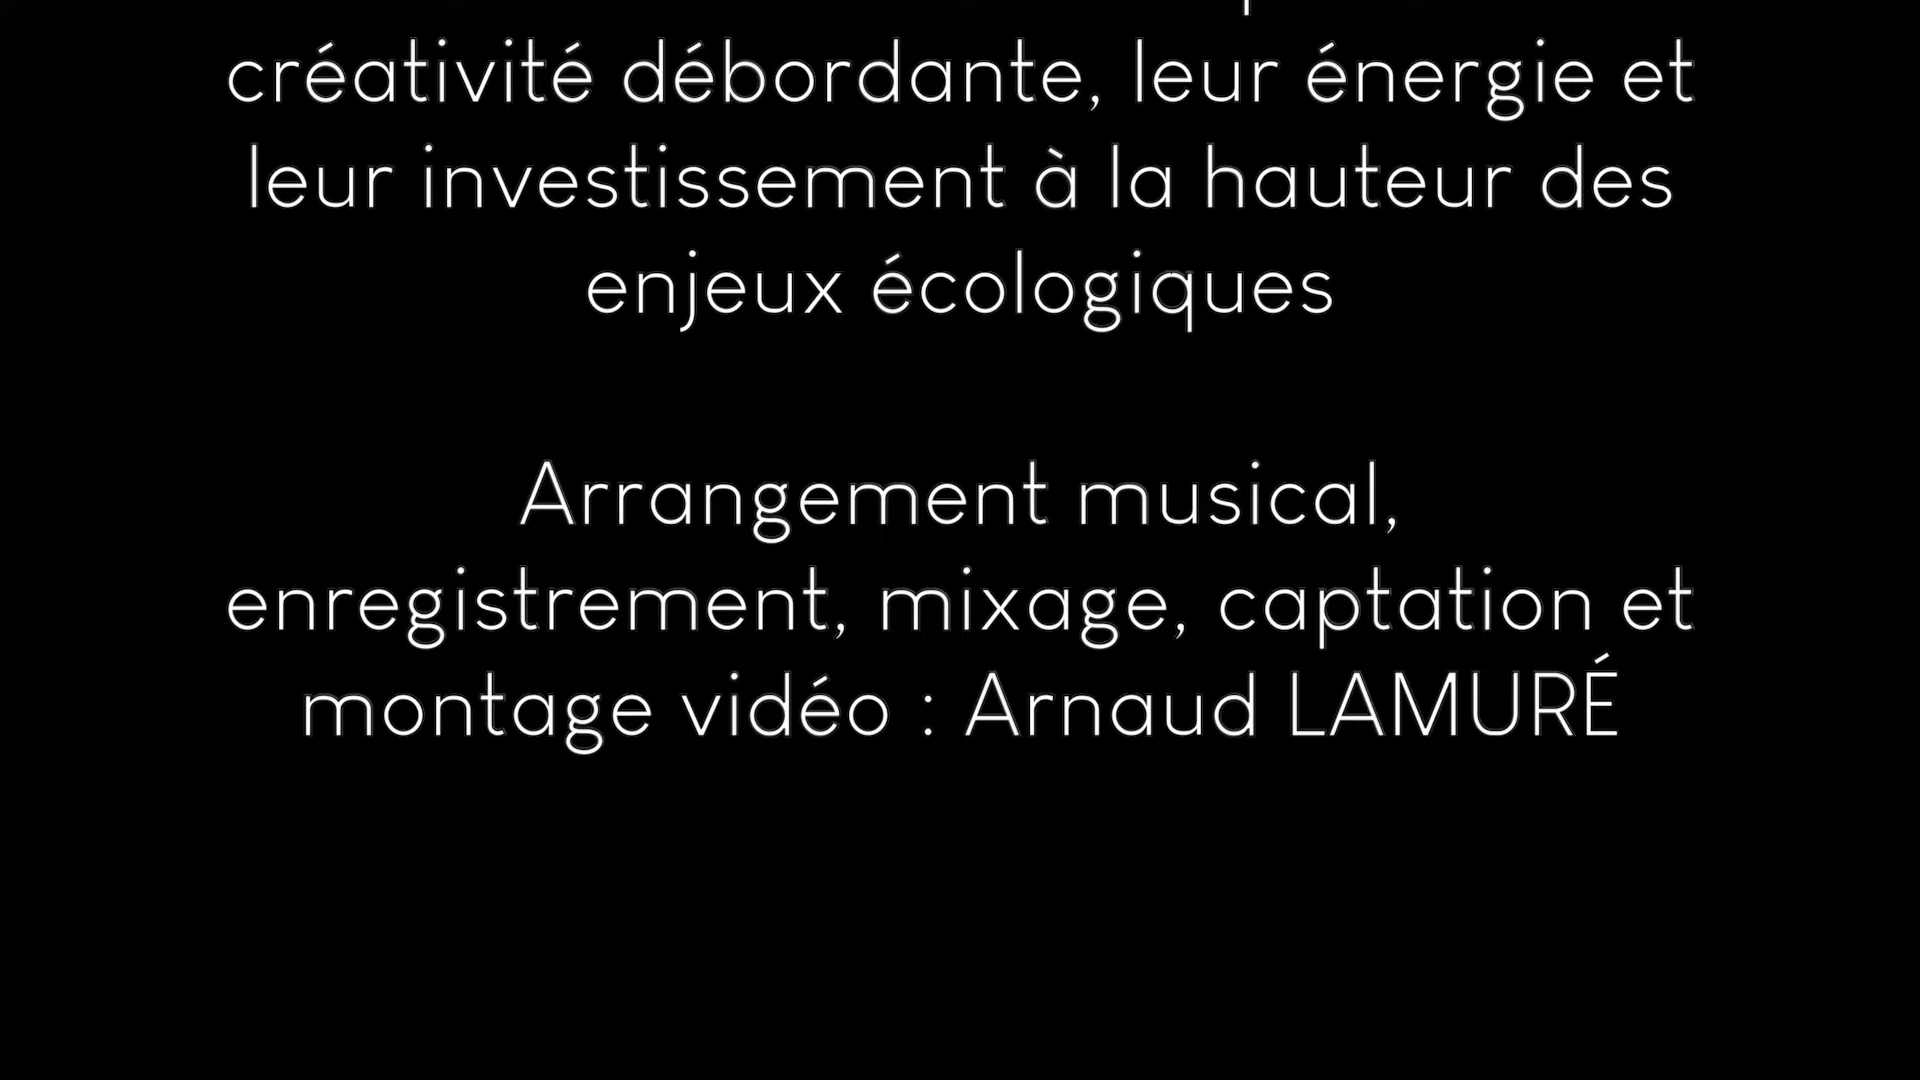 créativité débordante, leur énergie et
leur investissement à la hauteur des
enjeux écologiques
Arrangement musical,
enregistrement, mixage, captation et
montage vidéo : Arnaud LAMURÉ